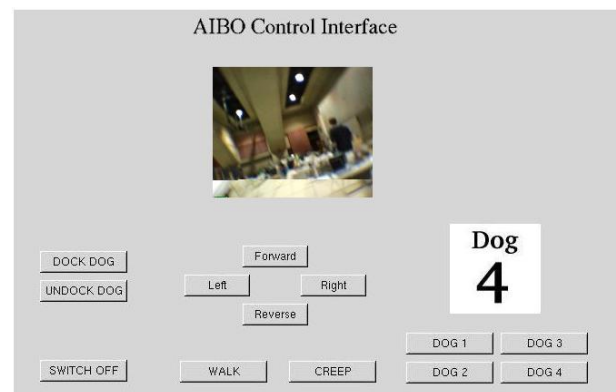 AIBO Control Interface
Dog
4
DOCK DOG
UNDOCK DOG
Forward
Left
Right
Reverse
SWITCH OFF
WALK
CREEP
DOG 1
DOG 3
DOG 2
DOG 4